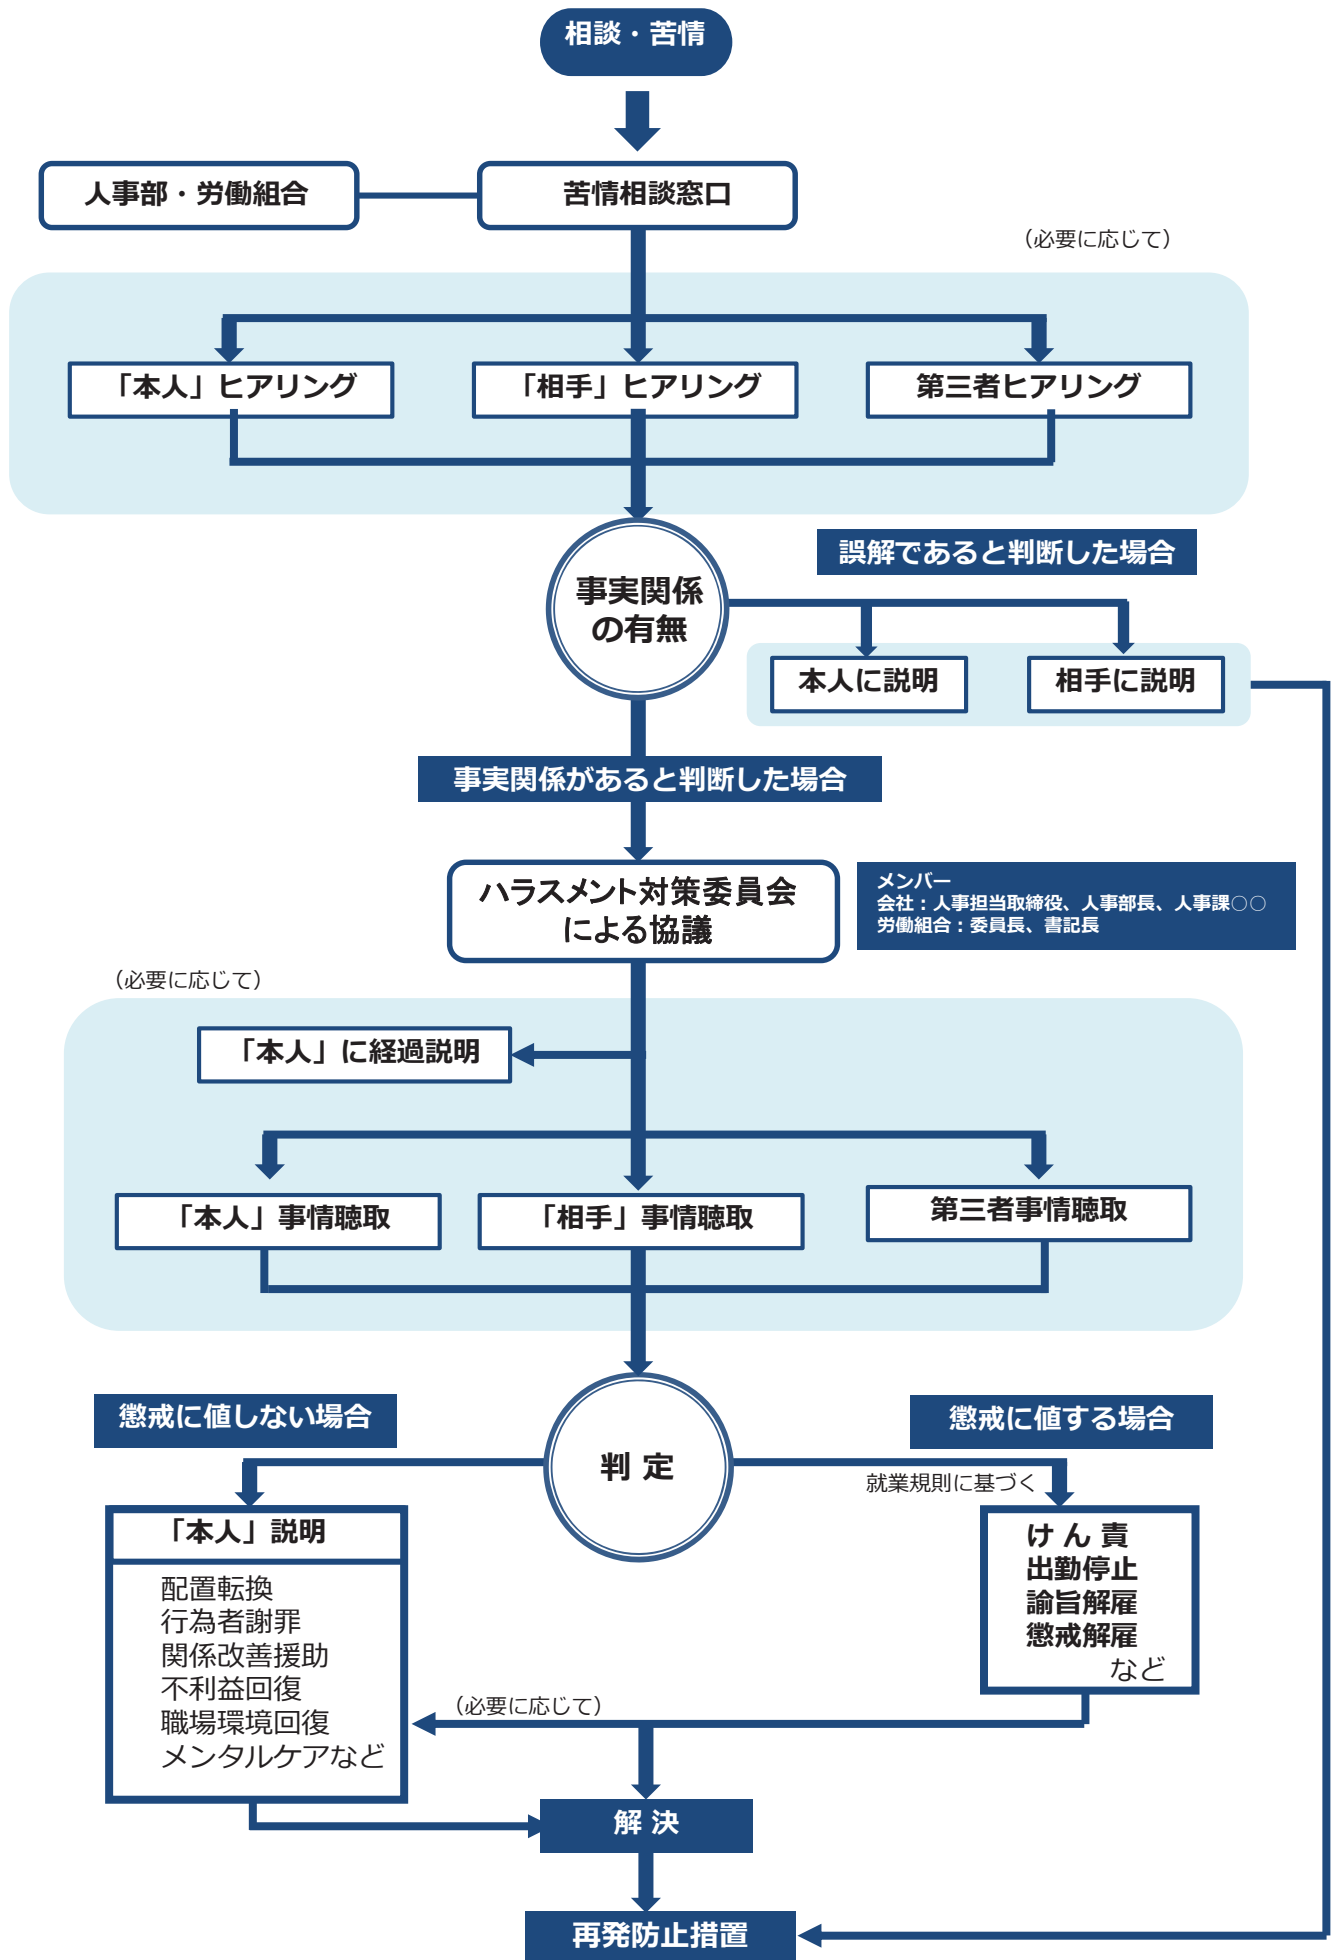 相談・苦情
人事部・労働組合
苦情相談窓口
（必要に応じて）
「本人」ヒアリング
「相手」ヒアリング
第三者ヒアリング
誤解であると判断した場合
事実関係
の有無
本人に説明
相手に説明
事実関係があると判断した場合
ハラスメント対策委員会
による協議
メンバー
会社：人事担当取締役、人事部長、人事課○○
労働組合：委員長、書記長
（必要に応じて）
「本人」に経過説明
「本人」事情聴取
「相手」事情聴取
第三者事情聴取
懲戒に値しない場合
懲戒に値する場合
判 定
就業規則に基づく
「本人」説明
配置転換
行為者謝罪
関係改善援助
不利益回復
職場環境回復
メンタルケアなど
け ん 責
出勤停止
諭旨解雇
懲戒解雇
など
（必要に応じて）
解 決
再発防止措置